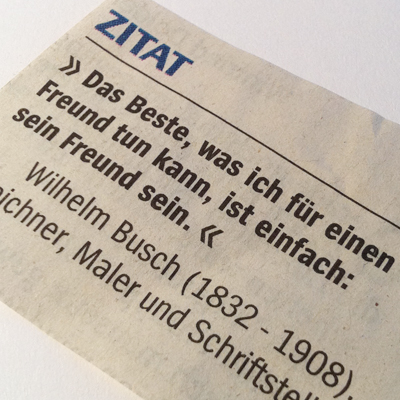 ZITAT
» Das Beste, was ich für einen
Freund tun kann, ist einfach:
sein Freund sein. «
Wilhelm Busch (1832 - 1908),
Maler und